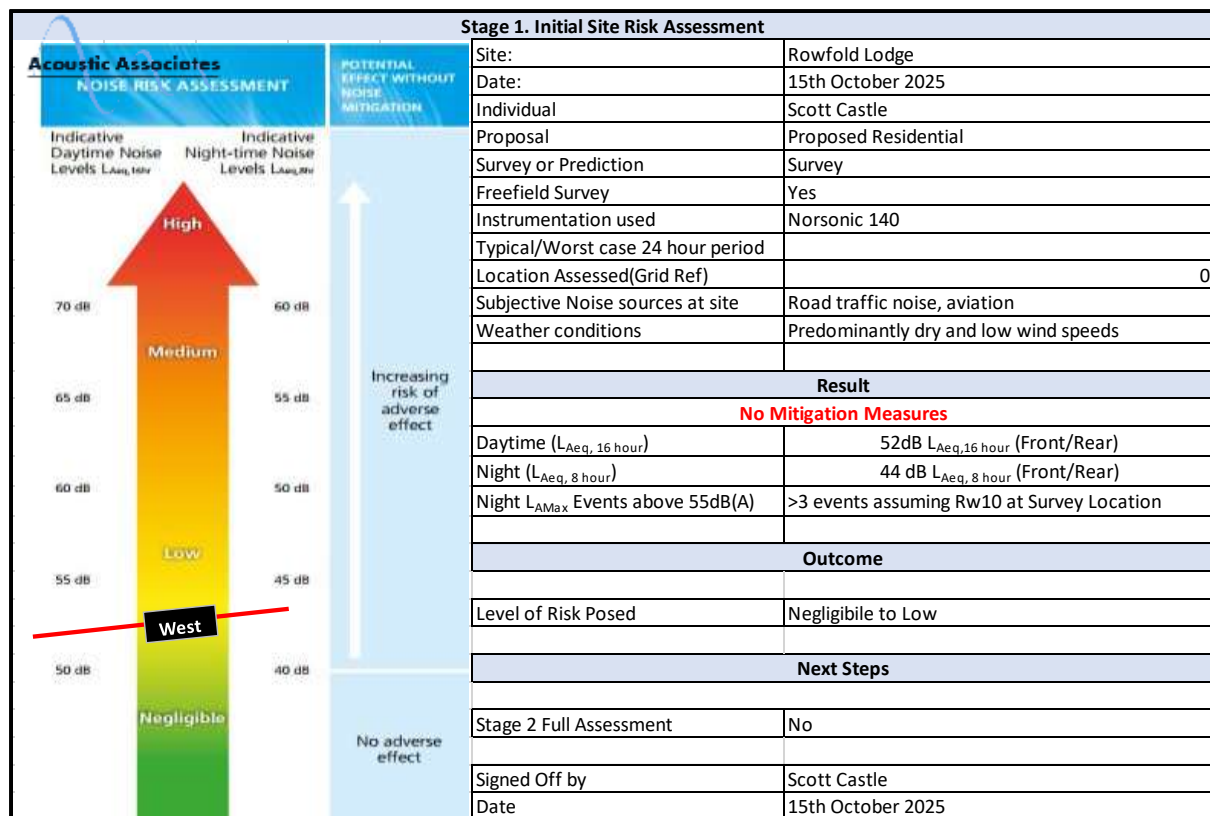 Stage 1. Initial Site Risk Assessment
Acoustic Associates
NOISE RISK ASSESSMENT
POTENTIAL
EFFECT WITHOUT
NOISE
MITIGATION
Indicative
Daytime Noise
Levels LAeq,16hr
Indicative
Night-time Noise
Levels LAeq,8hr
High
70 dB
60 dB
Medium
65 dB
55 dB
60 dB
50 dB
Low
55 dB
45 dB
West
50 dB
40 dB
Negligible
Increasing
risk of
adverse
effect
No adverse
effect
Site: Rowfold Lodge
Date: 15th October 2025
Individual Scott Castle
Proposal Proposed Residential
Survey or Prediction Survey
Freefield Survey Yes
Instrumentation used Norsonic 140
Typical/Worst case 24 hour period
Location Assessed(Grid Ref) 0
Subjective Noise sources at site Road traffic noise, aviation
Weather conditions Predominantly dry and low wind speeds
Result
No Mitigation Measures
Daytime (LAeq, 16 hour) 52dB LAeq,16 hour (Front/Rear)
Night (LAeq, 8 hour) 44 dB LAeq, 8 hour (Front/Rear)
Night LAMax Events above 55dB(A) >3 events assuming Rw10 at Survey Location
Outcome
Level of Risk Posed Negligibile to Low
Next Steps
Stage 2 Full Assessment No
Signed Off by Scott Castle
Date 15th October 2025